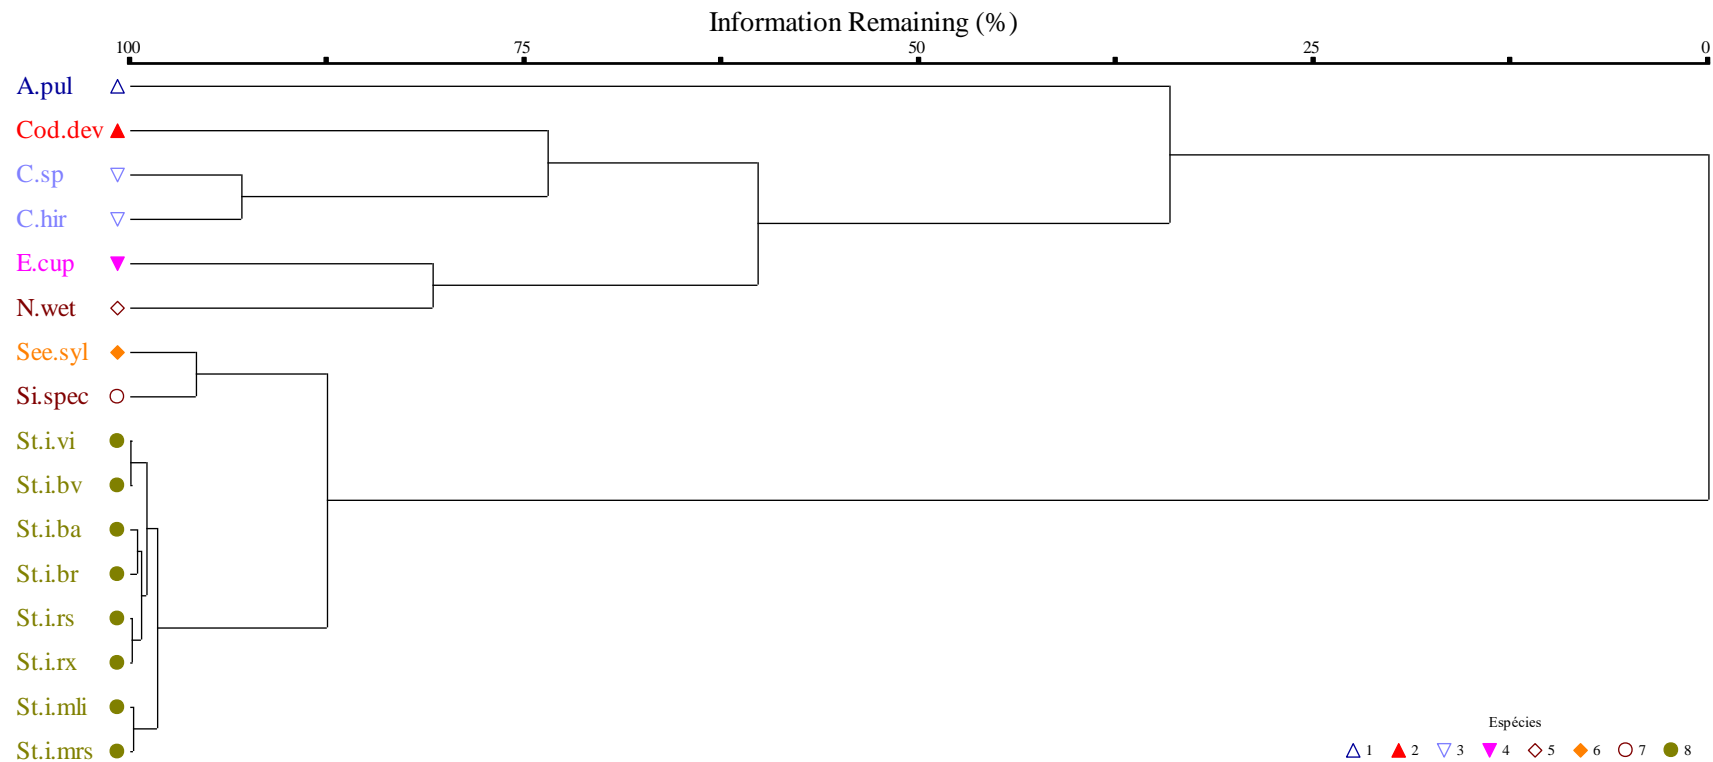 Information Remaining (%)
100 75 50 25 0
A.pul
Cod.dev
C.sp
C.hir
E.cup
N.wet
See.syl
Si.spec
St.i.vi
St.i.bv
St.i.ba
St.i.br
St.i.rs
St.i.rx
St.i.mli
St.i.mrs
Espécies
1 2 3 4 5 6 7 8